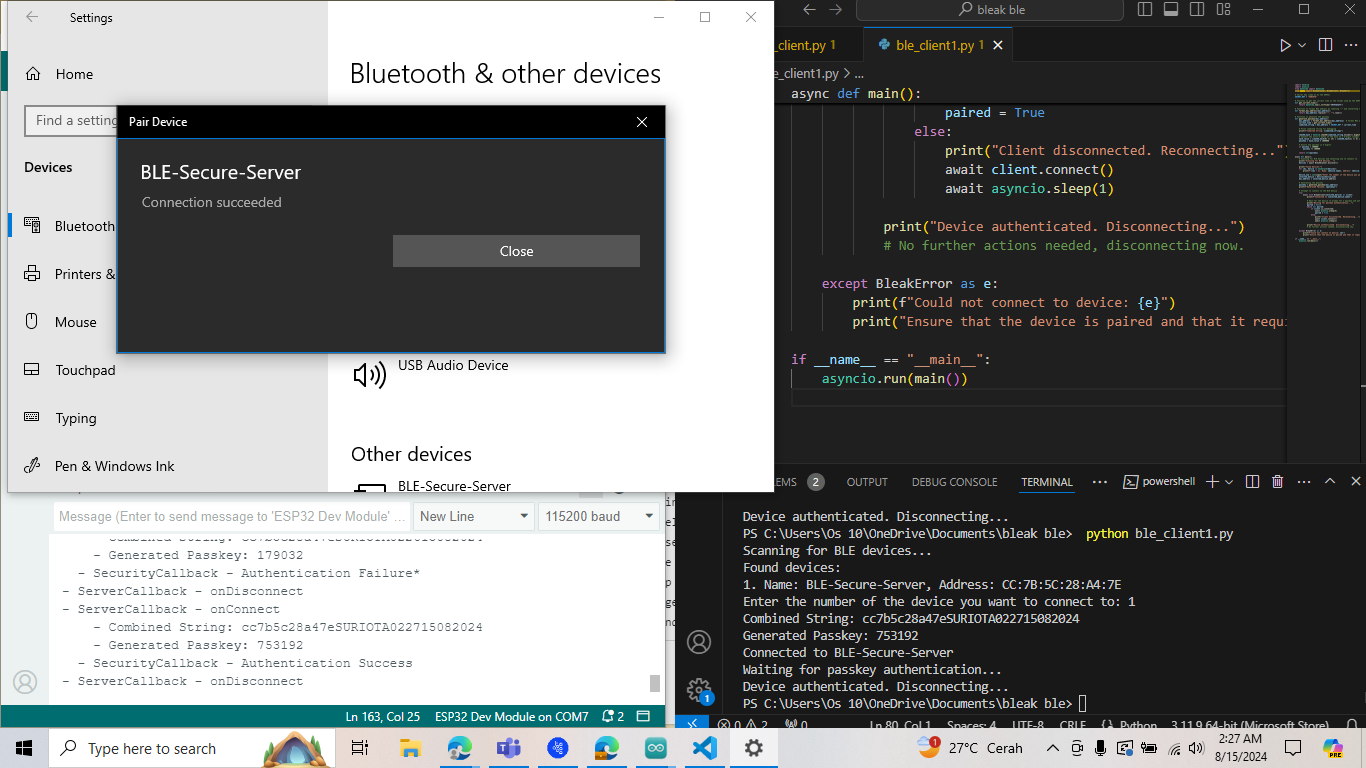 Settings
Home
Find a setting
Devices
Bluetooth
Printers &
Mouse
Touchpad
Typing
Pen & Windows Ink
Bluetooth & other devices
Pair Device
BLE-Secure-Server
Connection succeeded
Close
USB Audio Device
Other devices
BLE-Secure-Server
bleak ble
_client.py 1
ble_client1.py 1
e_client1.py > ...
async def main():
paired = True
else:
print("Client disconnected. Reconnecting...")
await client.connect()
await asyncio.sleep(1)
print("Device authenticated. Disconnecting...")
# No further actions needed, disconnecting now.
except BleakError as e:
print(f"Could not connect to device: {e}")
print("Ensure that the device is paired and that it requi
if __name__ == "__main__":
asyncio.run(main())
EMS 2 OUTPUT DEBUG CONSOLE TERMINAL ... powershell
Device authenticated. Disconnecting...
PS C:\Users\Os 10\OneDrive\Documents\bleak ble> python ble_client1.py
Scanning for BLE devices...
Found devices:
1. Name: BLE-Secure-Server, Address: CC:7B:5C:28:A4:7E
Enter the number of the device you want to connect to: 1
Combined String: cc7b5c28a47eSURIOTA022715082024
Generated Passkey: 753192
Connected to BLE-Secure-Server
Waiting for passkey authentication...
Device authenticated. Disconnecting...
PS C:\Users\Os 10\OneDrive\Documents\bleak ble>
1
0 2 0 Ln 80, Col 1 Spaces: 4 UTF-8 CRLF {} Python 3.11.9 64-bit (Microsoft Store)
Message (Enter to send message to 'ESP32 Dev Module' ... New Line 115200 baud
- Generated Passkey: 179032
- SecurityCallback - Authentication Failure*
- ServerCallback - onDisconnect
- ServerCallback - onConnect
- Combined String: cc7b5c28a47eSURIOTA022715082024
- Generated Passkey: 753192
- SecurityCallback - Authentication Success
- ServerCallback - onDisconnect
Ln 163, Col 25 ESP32 Dev Module on COM7 2
Type here to search
1 27°C Cerah
2:27 AM
8/15/2024
PRE